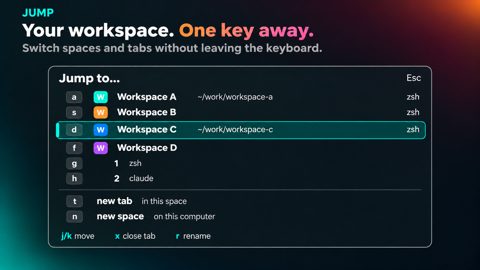 JUMP
Your workspace. One key away.
Switch spaces and tabs without leaving the keyboard.
Jump to... Esc
a W Workspace A ~/work/workspace-a zsh
s W Workspace B zsh
d W Workspace C ~/work/workspace-c zsh
f W Workspace D
g 1 zsh
h 2 claude
t new tab in this space
n new space on this computer
j/k move x close tab r rename